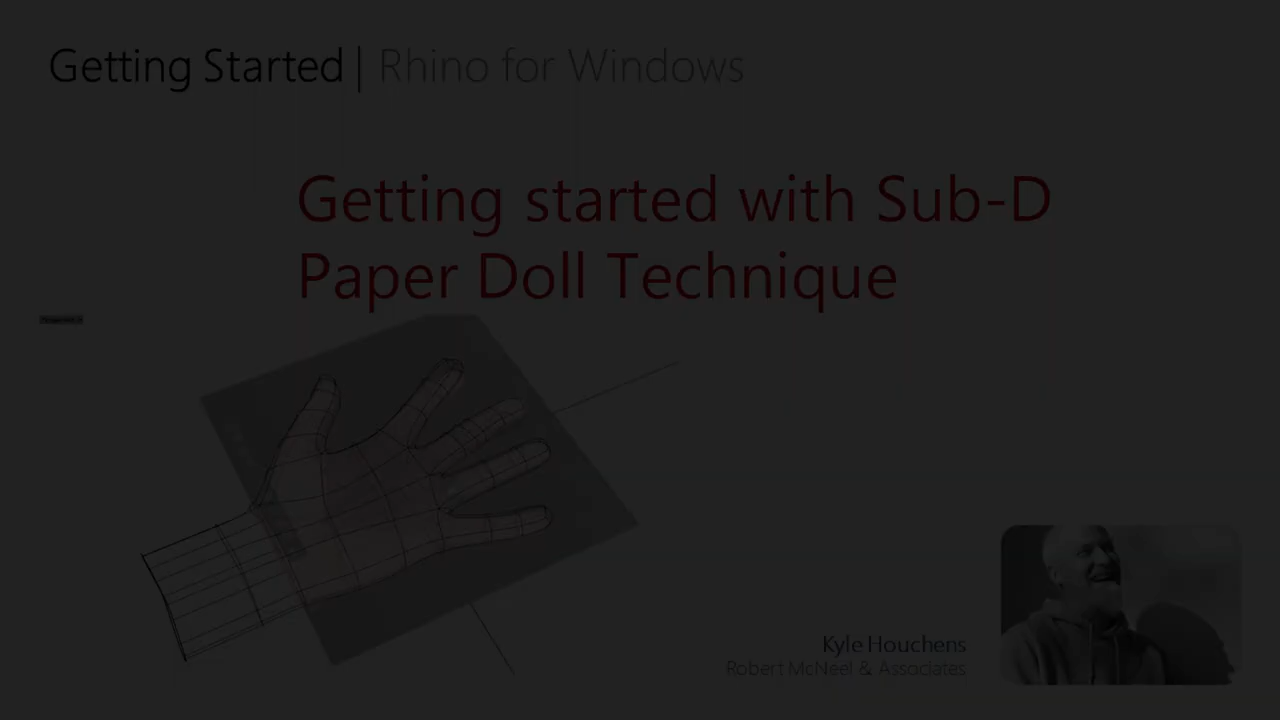 Getting Started | Rhino for Windows
Getting started with Sub-D
Paper Doll Technique
Kyle Houchens
Robert McNeel & Associates